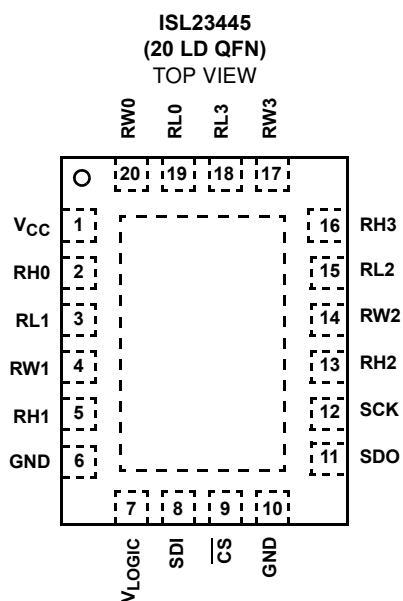 ISL23445
(20 LD QFN)
TOP VIEW
RW0 RL0 RL3 RW3
20 19 18 17
VCC 1
RH0 2
RL1 3
RW1 4
RH1 5
GND 6
16 RH3
15 RL2
14 RW2
13 RH2
12 SCK
11 SDO
7 8 9 10
VLOGIC SDI C̅S̅ GND